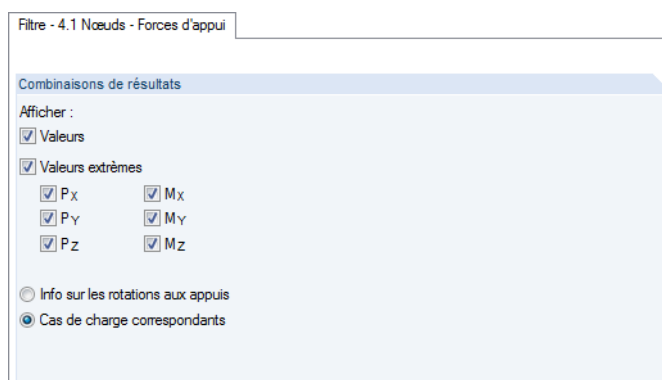 Filtre - 4.1 Nœuds - Forces d'appui
Combinaisons de résultats
Afficher :
Valeurs
Valeurs extrêmes
PX MX
PY MY
PZ MZ
Info sur les rotations aux appuis
Cas de charge correspondants